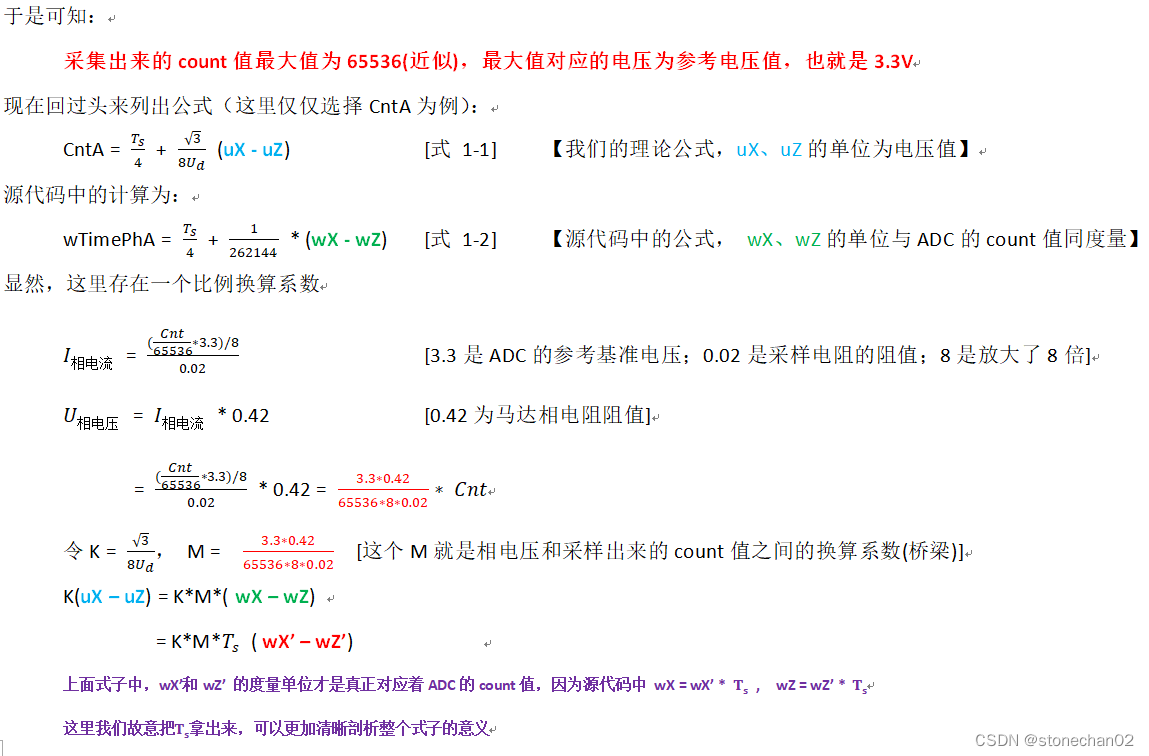 于是可知：
采集出来的 count 值最大值为 65536(近似)，最大值对应的电压为参考电压值，也就是 3.3V
现在回过头来列出公式（这里仅仅选择 CntA 为例）：
CntA = \frac{T_s}{4} + \frac{\sqrt{3}}{8U_d} (uX - uZ) [式 1-1] 【我们的理论公式，uX、uZ 的单位为电压值】
源代码中的计算为：
wTimePhA = \frac{T_s}{4} + \frac{1}{262144} * (wX - wZ) [式 1-2] 【源代码中的公式， wX、wZ 的单位与 ADC 的 count 值同度量】
显然，这里存在一个比例换算系数
I_{相电流} = \frac{(\frac{Cnt}{65536}*3.3)/8}{0.02} [3.3 是 ADC 的参考基准电压；0.02 是采样电阻的阻值；8 是放大了 8 倍]
U_{相电压} = I_{相电流} * 0.42 [0.42 为马达相电阻阻值]
= \frac{(\frac{Cnt}{65536}*3.3)/8}{0.02} * 0.42 = \frac{3.3*0.42}{65536*8*0.02} * Cnt
令 K = \frac{\sqrt{3}}{8U_d}， M = \frac{3.3*0.42}{65536*8*0.02} [这个 M 就是相电压和采样出来的 count 值之间的换算系数(桥梁)]
K(uX – uZ) = K*M*( wX – wZ)
= K*M*T_s ( wX’ – wZ’)
上面式子中，wX’和 wZ’ 的度量单位才是真正对应着 ADC 的 count 值，因为源代码中 wX = wX’ * T_s ， wZ = wZ’ * T_s
这里我们故意把T_s拿出来，可以更加清晰剖析整个式子的意义
CSDN @stonechan02